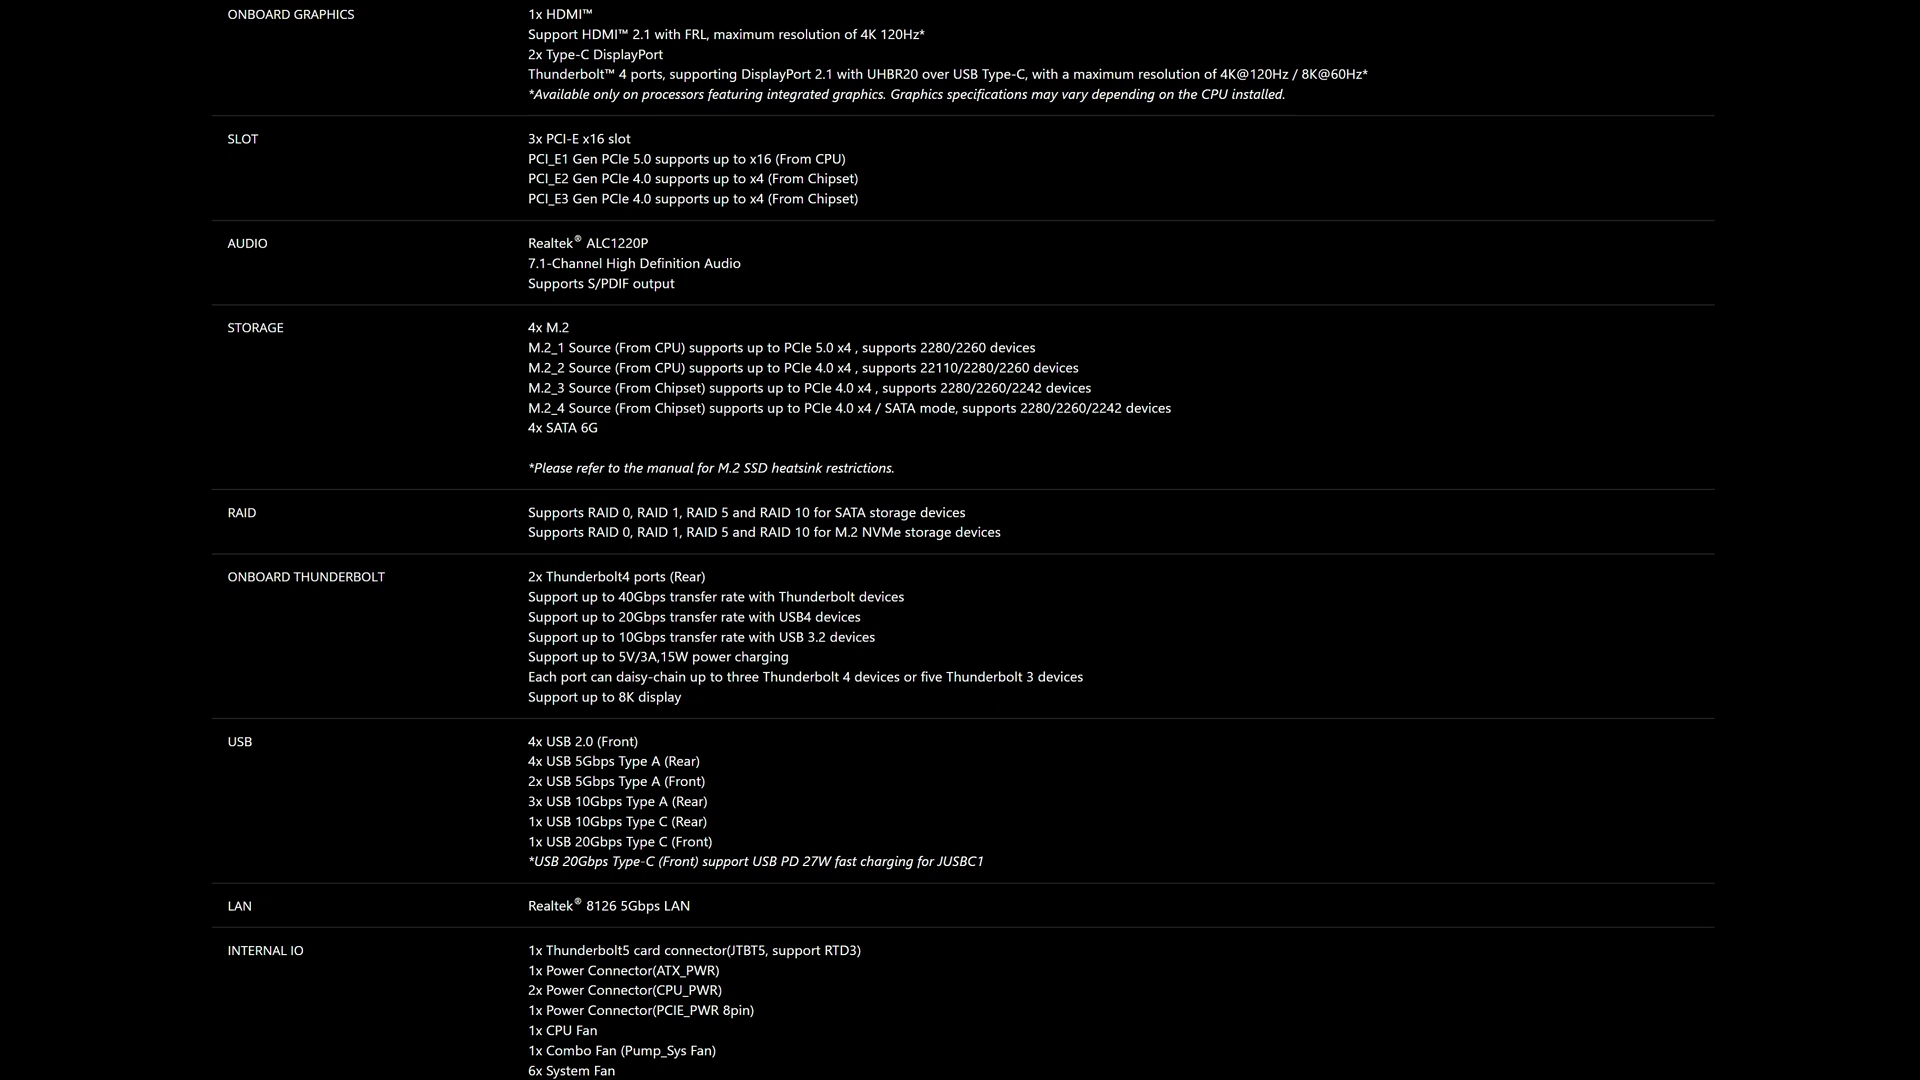 ONBOARD GRAPHICS
1x HDMI™
Support HDMI™ 2.1 with FRL, maximum resolution of 4K 120Hz*
2x Type-C DisplayPort
Thunderbolt™ 4 ports, supporting DisplayPort 2.1 with UHBR20 over USB Type-C, with a maximum resolution of 4K@120Hz / 8K@60Hz*
*Available only on processors featuring integrated graphics. Graphics specifications may vary depending on the CPU installed.
SLOT
3x PCI-E x16 slot
PCI_E1 Gen PCIe 5.0 supports up to x16 (From CPU)
PCI_E2 Gen PCIe 4.0 supports up to x4 (From Chipset)
PCI_E3 Gen PCIe 4.0 supports up to x4 (From Chipset)
AUDIO
Realtek® ALC1220P
7.1-Channel High Definition Audio
Supports S/PDIF output
STORAGE
4x M.2
M.2_1 Source (From CPU) supports up to PCIe 5.0 x4 , supports 2280/2260 devices
M.2_2 Source (From CPU) supports up to PCIe 4.0 x4 , supports 22110/2280/2260 devices
M.2_3 Source (From Chipset) supports up to PCIe 4.0 x4 , supports 2280/2260/2242 devices
M.2_4 Source (From Chipset) supports up to PCIe 4.0 x4 / SATA mode, supports 2280/2260/2242 devices
4x SATA 6G
*Please refer to the manual for M.2 SSD heatsink restrictions.
RAID
Supports RAID 0, RAID 1, RAID 5 and RAID 10 for SATA storage devices
Supports RAID 0, RAID 1, RAID 5 and RAID 10 for M.2 NVMe storage devices
ONBOARD THUNDERBOLT
2x Thunderbolt4 ports (Rear)
Support up to 40Gbps transfer rate with Thunderbolt devices
Support up to 20Gbps transfer rate with USB4 devices
Support up to 10Gbps transfer rate with USB 3.2 devices
Support up to 5V/3A,15W power charging
Each port can daisy-chain up to three Thunderbolt 4 devices or five Thunderbolt 3 devices
Support up to 8K display
USB
4x USB 2.0 (Front)
4x USB 5Gbps Type A (Rear)
2x USB 5Gbps Type A (Front)
3x USB 10Gbps Type A (Rear)
1x USB 10Gbps Type C (Rear)
1x USB 20Gbps Type C (Front)
*USB 20Gbps Type-C (Front) support USB PD 27W fast charging for JUSBC1
LAN
Realtek® 8126 5Gbps LAN
INTERNAL IO
1x Thunderbolt5 card connector(JTBT5, support RTD3)
1x Power Connector(ATX_PWR)
2x Power Connector(CPU_PWR)
1x Power Connector(PCIE_PWR 8pin)
1x CPU Fan
1x Combo Fan (Pump_Sys Fan)
6x System Fan